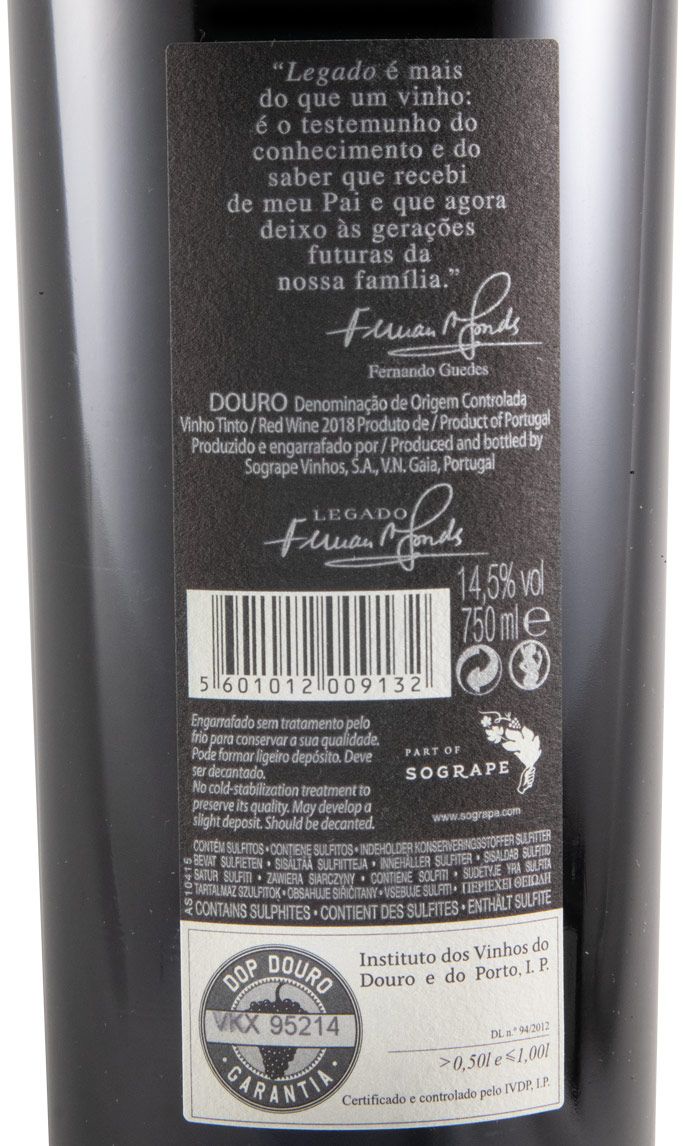 “Legado é mais
do que um vinho:
é o testemunho do
conhecimento e do
saber que recebi
de meu Pai e que agora
deixo às gerações
futuras da
nossa família.”
Fernando Guedes
DOURO Denominação de Origem Controlada
Vinho Tinto / Red Wine 2018 Produto de / Product of Portugal
Produzido e engarrafado por / Produced and bottled by
Sogrape Vinhos, S.A., V.N. Gaia, Portugal
LEGADO
14,5% vol
750 ml e
5 601012 009132
Engarrafado sem tratamento pelo
frio para conservar a sua qualidade.
Pode formar ligeiro depósito. Deve
ser decantado.
No cold-stabilization treatment to
preserve its quality. May develop a
slight deposit. Should be decanted.
PART OF
SOGRAPE
www.sogrape.com
CONTÉM SULFITOS • CONTIENE SULFITOS • INDEHOLDER KONSERVERINGSSTOFFER SULFITTER
BEVAT SULFIETEN • SISÄLTÄÄ SULFIITTEJA • INNEHÅLLER SULFITER • SISALDAB SULFITID
SATUR SULFITI • ZAWIERA SIARCZYNY • CONTIENE SOLFITI • SUDĖTYJE YRA SULFITA
TARTALMAZ SZULFITOK • OBSAHUJE SIŘIČITANY • VSEBUJE SULFITI • ΠΕΡΙΕΧΕΙ ΘΕΙΩΔΗ
CONTAINS SULPHITES • CONTIENT DES SULFITES • ENTHÄLT SULFITE
AS10415
DOP DOURO
VKX 95214
• GARANTIA •
Instituto dos Vinhos do
Douro e do Porto, I. P.
DL n.º 94/2012
>0,50l e ≤1,00l
Certificado e controlado pelo IVDP, I.P.